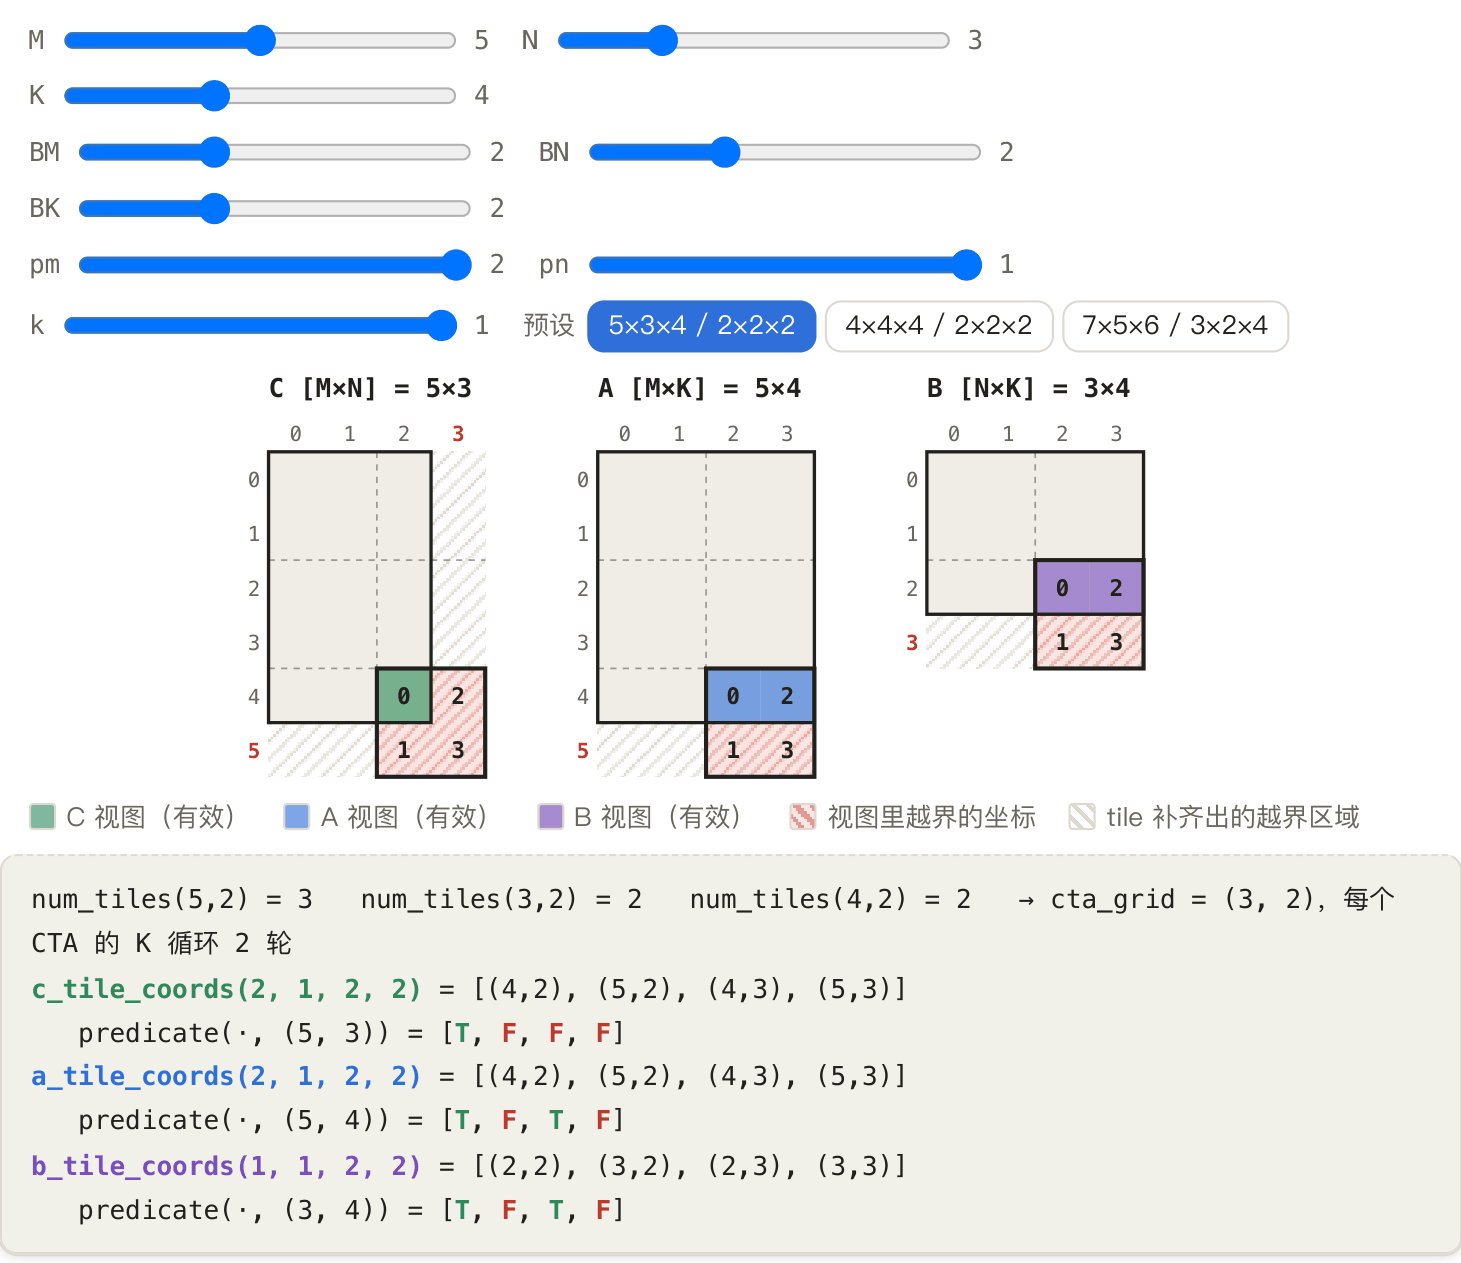 M 5 N 3
K 4
BM 2 BN 2
BK 2
pm 2 pn 1
k 1 预设 5×3×4 / 2×2×2 4×4×4 / 2×2×2 7×5×6 / 3×2×4
C [M×N] = 5×3 A [M×K] = 5×4 B [N×K] = 3×4
0 1 2 3 0 1 2 3 0 1 2 3
0 0 0
1 1 1
2 2 2 0 2
3 3 3 1 3
4 0 2 4 0 2
5 1 3 5 1 3
C 视图（有效） A 视图（有效） B 视图（有效） 视图里越界的坐标 tile 补齐出的越界区域
num_tiles(5,2) = 3 num_tiles(3,2) = 2 num_tiles(4,2) = 2 → cta_grid = (3, 2)，每个
CTA 的 K 循环 2 轮
c_tile_coords(2, 1, 2, 2) = [(4,2), (5,2), (4,3), (5,3)]
predicate(·, (5, 3)) = [T, F, F, F]
a_tile_coords(2, 1, 2, 2) = [(4,2), (5,2), (4,3), (5,3)]
predicate(·, (5, 4)) = [T, F, T, F]
b_tile_coords(1, 1, 2, 2) = [(2,2), (3,2), (2,3), (3,3)]
predicate(·, (3, 4)) = [T, F, T, F]